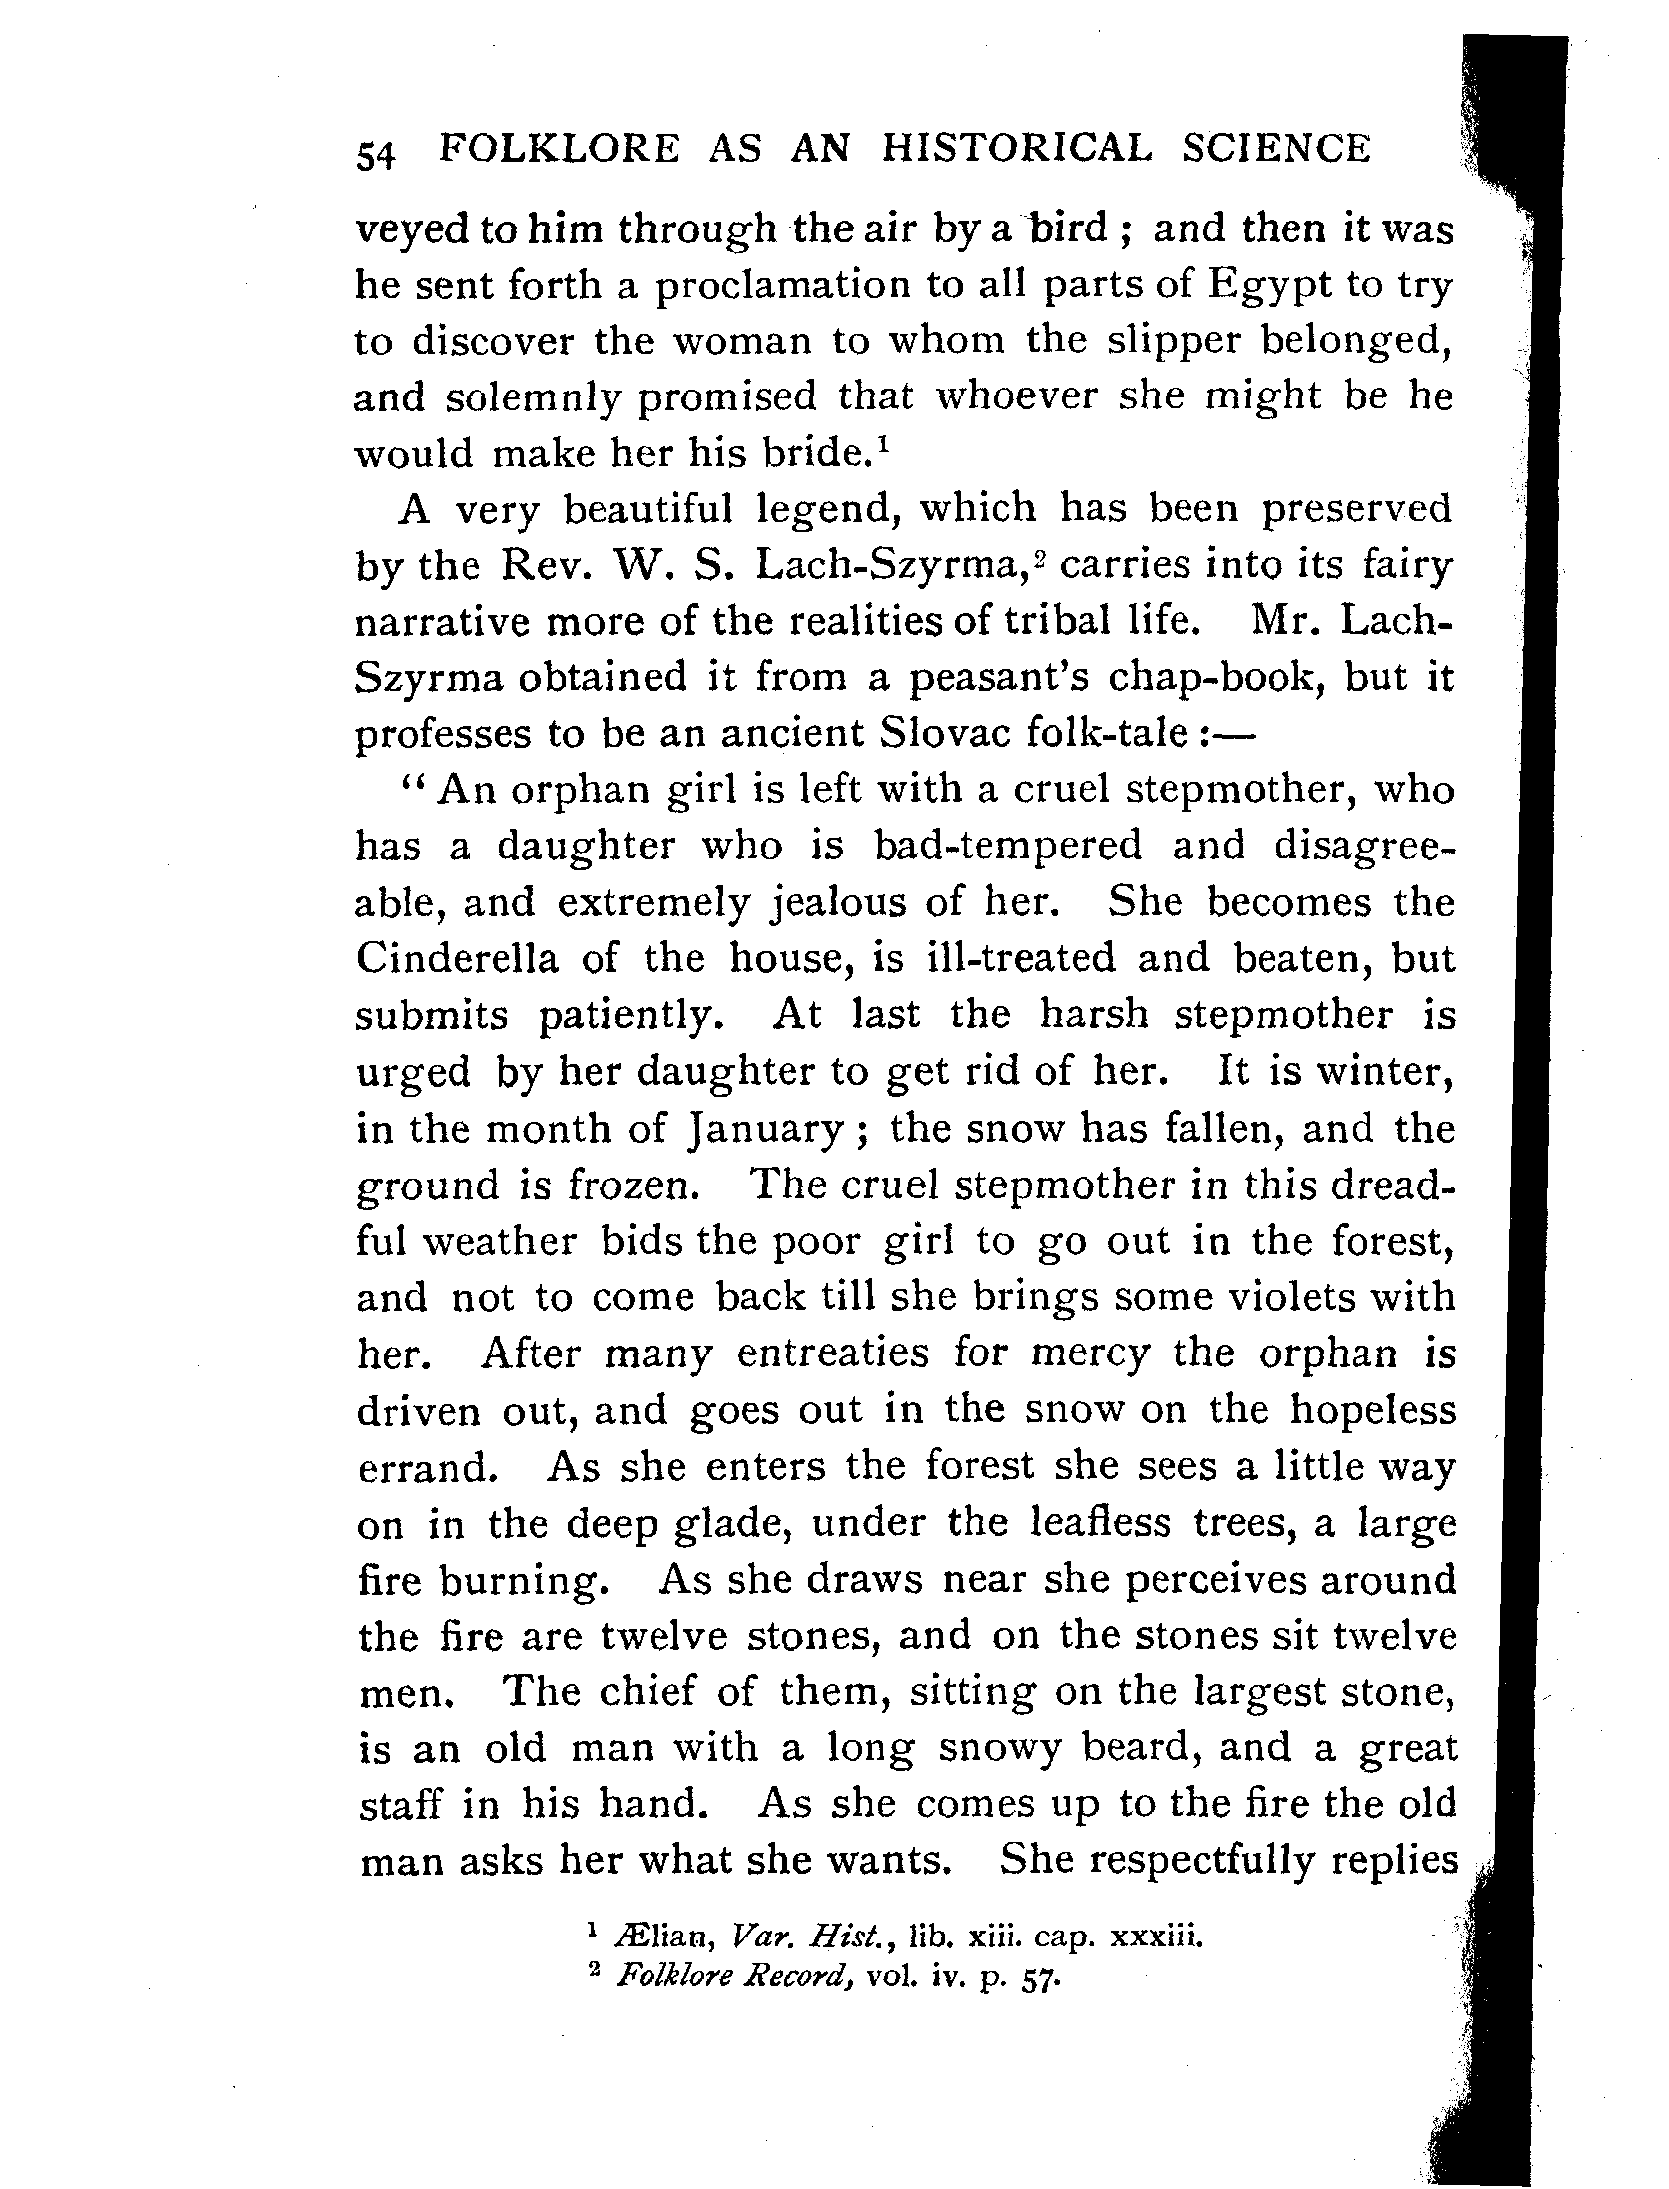 54 FOLKLORE AS AN HISTORICAL SCIENCE
veyed to him through the air by a bird ; and then it was
he sent forth a proclamation to all parts of Egypt to try
to discover the woman to whom the slipper belonged,
and solemnly promised that whoever she might be he
would make her his bride.¹
A very beautiful legend, which has been preserved
by the Rev. W. S. Lach-Szyrma,² carries into its fairy
narrative more of the realities of tribal life. Mr. Lach-
Szyrma obtained it from a peasant's chap-book, but it
professes to be an ancient Slovac folk-tale :—
“ An orphan girl is left with a cruel stepmother, who
has a daughter who is bad-tempered and disagree-
able, and extremely jealous of her. She becomes the
Cinderella of the house, is ill-treated and beaten, but
submits patiently. At last the harsh stepmother is
urged by her daughter to get rid of her. It is winter,
in the month of January ; the snow has fallen, and the
ground is frozen. The cruel stepmother in this dread-
ful weather bids the poor girl to go out in the forest,
and not to come back till she brings some violets with
her. After many entreaties for mercy the orphan is
driven out, and goes out in the snow on the hopeless
errand. As she enters the forest she sees a little way
on in the deep glade, under the leafless trees, a large
fire burning. As she draws near she perceives around
the fire are twelve stones, and on the stones sit twelve
men. The chief of them, sitting on the largest stone,
is an old man with a long snowy beard, and a great
staff in his hand. As she comes up to the fire the old
man asks her what she wants. She respectfully replies
¹ Ælian, Var. Hist., lib. xiii. cap. xxxiii.
² Folklore Record, vol. iv. p. 57.